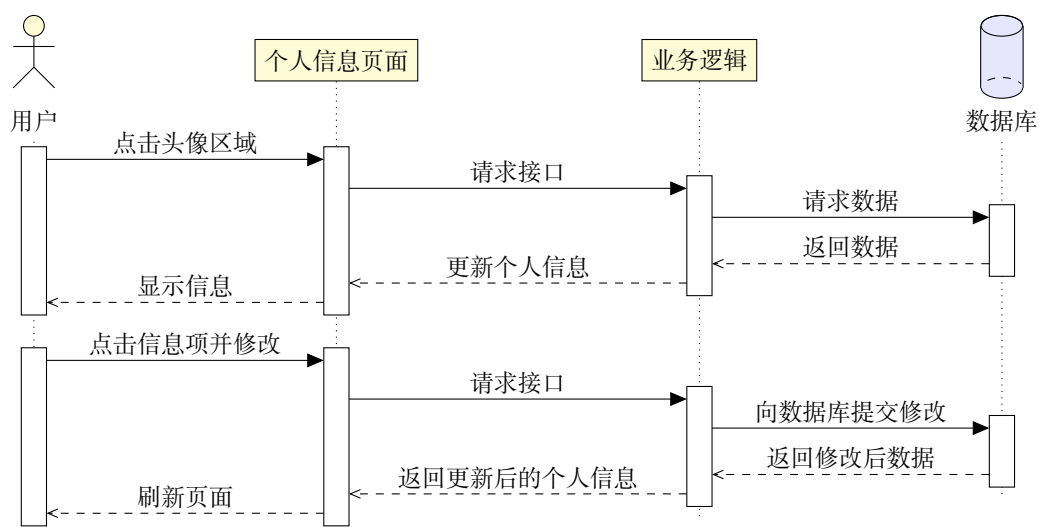 个人信息页面
业务逻辑
用户
数据库
点击头像区域
请求接口
请求数据
返回数据
更新个人信息
显示信息
点击信息项并修改
请求接口
向数据库提交修改
返回修改后数据
返回更新后的个人信息
刷新页面